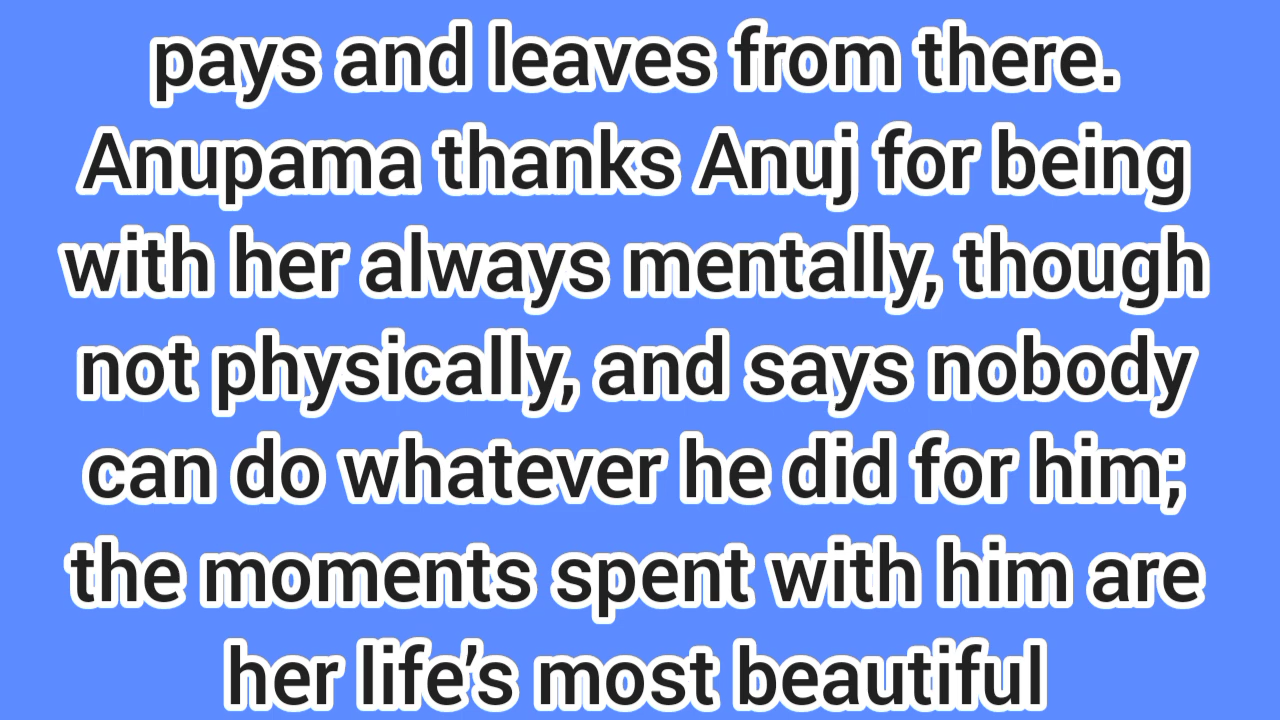 pays and leaves from there.
Anupama thanks Anuj for being
with her always mentally, though
not physically, and says nobody
can do whatever he did for him;
the moments spent with him are
her life’s most beautiful